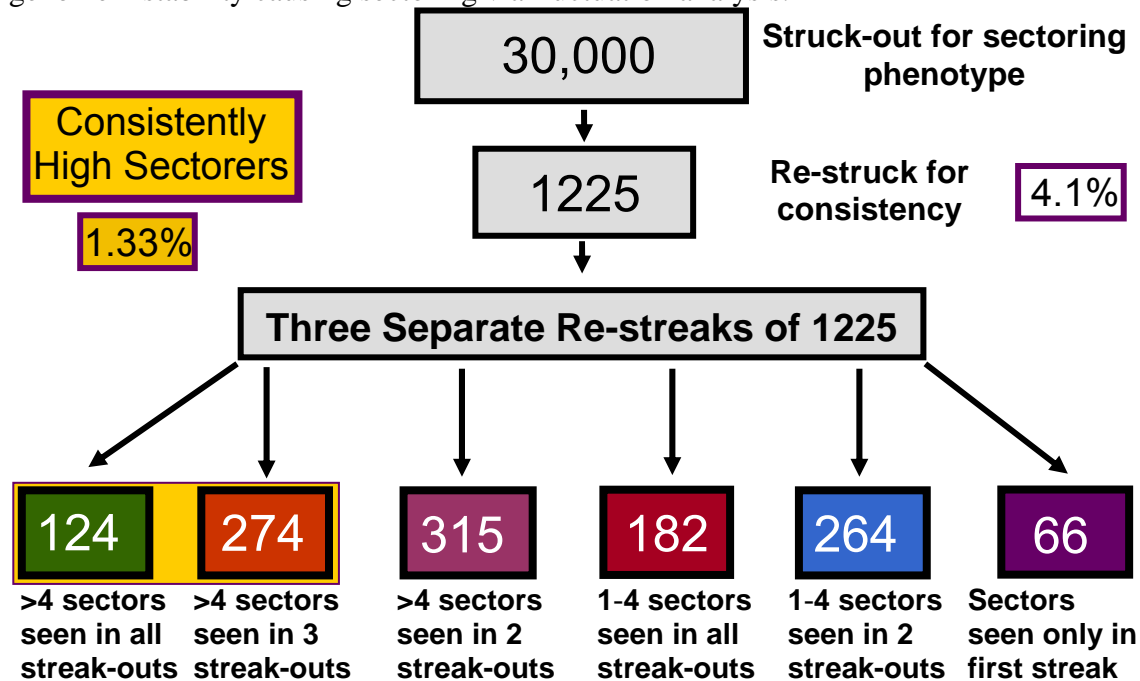 30,000
Struck-out for sectoring
phenotype
Consistently
High Sectorers
1.33%
1225
Re-struck for
consistency
4.1%
Three Separate Re-streaks of 1225
124
274
315
182
264
66
>4 sectors
seen in all
streak-outs
>4 sectors
seen in 3
streak-outs
>4 sectors
seen in 2
streak-outs
1-4 sectors
seen in all
streak-outs
1-4 sectors
seen in 2
streak-outs
Sectors
seen only in
first streak